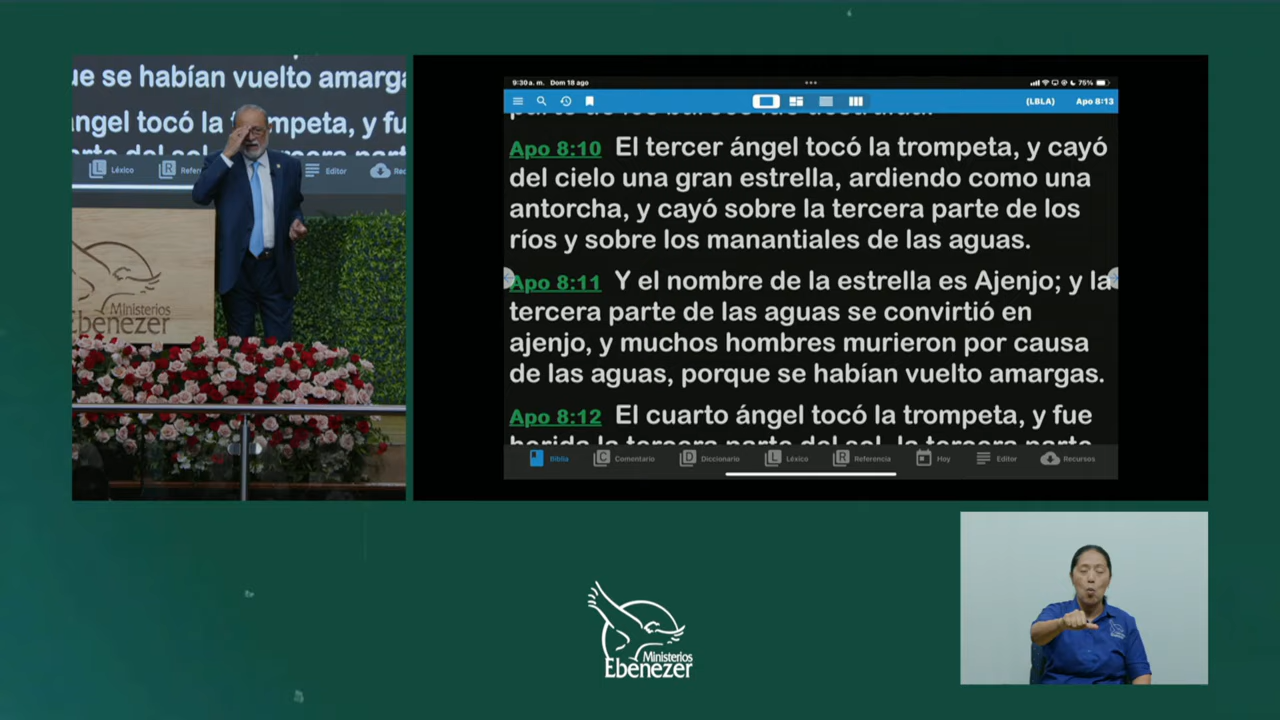 ue se habían vuelto amarga
ángel tocó la trompeta, y fu
Léxico
Editor
Ministerios
Ebenezer
9:30 a. m. Dom 18 ago
75%
(LBLA)
Apo 8:13
Apo 8:10 El tercer ángel tocó la trompeta, y cayó
del cielo una gran estrella, ardiendo como una
antorcha, y cayó sobre la tercera parte de los
ríos y sobre los manantiales de las aguas.
Apo 8:11 Y el nombre de la estrella es Ajenjo; y la
tercera parte de las aguas se convirtió en
ajenjo, y muchos hombres murieron por causa
de las aguas, porque se habían vuelto amargas.
Apo 8:12 El cuarto ángel tocó la trompeta, y fue
Biblia
Comentario
Diccionario
Léxico
Referencia
Hoy
Editor
Recursos
Ministerios
Ebenezer